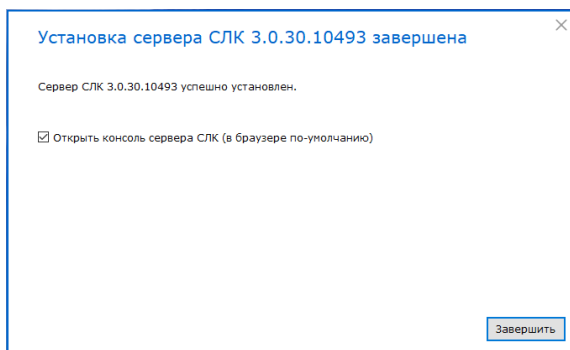 Установка сервера СЛК 3.0.30.10493 завершена
Сервер СЛК 3.0.30.10493 успешно установлен.
Открыть консоль сервера СЛК (в браузере по-умолчанию)
Завершить